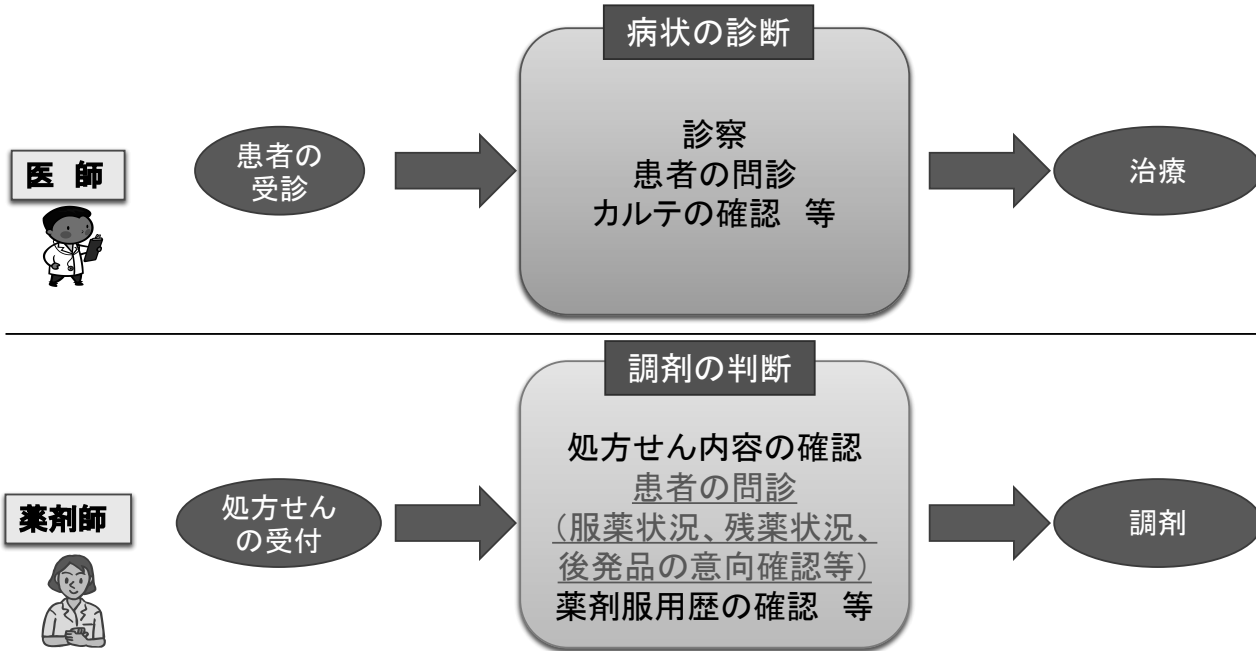 病状の診断
医 師
患者の
受診
診察
患者の問診
カルテの確認 等
治療
調剤の判断
薬剤師
処方せん
の受付
処方せん内容の確認
患者の問診
（服薬状況、残薬状況、
後発品の意向確認等）
薬剤服用歴の確認 等
調剤